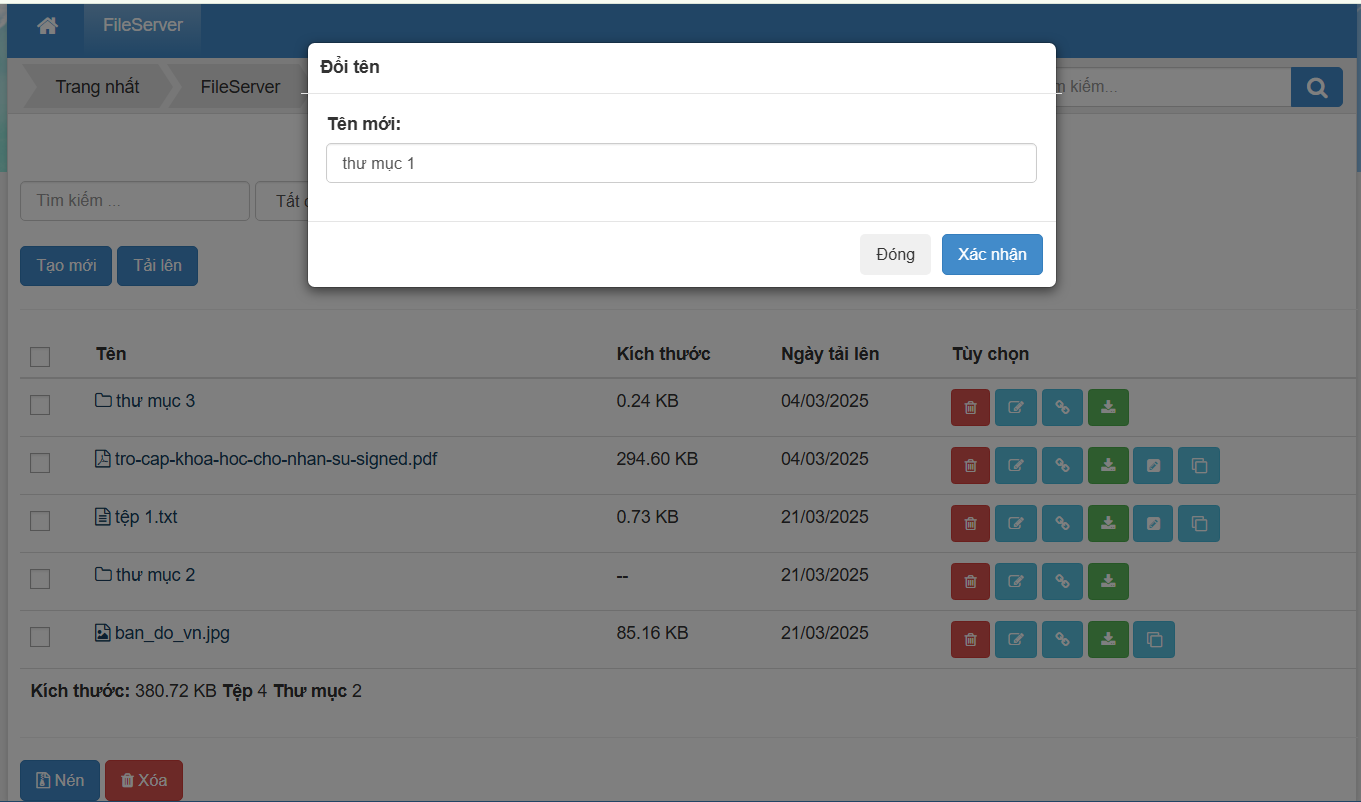 FileServer
Đổi tên
Trang nhất FileServer kiếm...
Tên mới:
thư mục 1
Tìm kiếm ... Tất
Đóng Xác nhận
Tạo mới Tải lên
Tên Kích thước Ngày tải lên Tùy chọn
thư mục 3 0.24 KB 04/03/2025
tro-cap-khoa-hoc-cho-nhan-su-signed.pdf 294.60 KB 04/03/2025
tệp 1.txt 0.73 KB 21/03/2025
thư mục 2 -- 21/03/2025
ban_do_vn.jpg 85.16 KB 21/03/2025
Kích thước: 380.72 KB Tệp 4 Thư mục 2
Nén Xóa